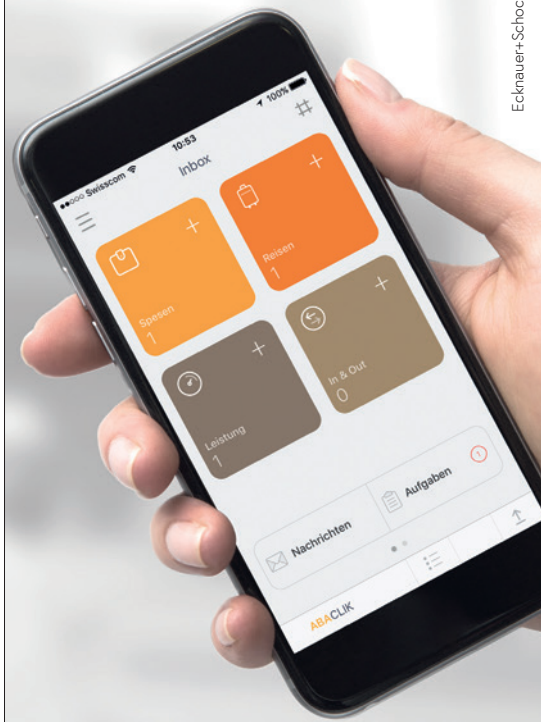 Ecknauer+Schoc
Swisscom
10:53
100%
Inbox
Spesen
1
Reisen
1
Leistung
1
In & Out
0
Nachrichten
Aufgaben
1
ABACLIK